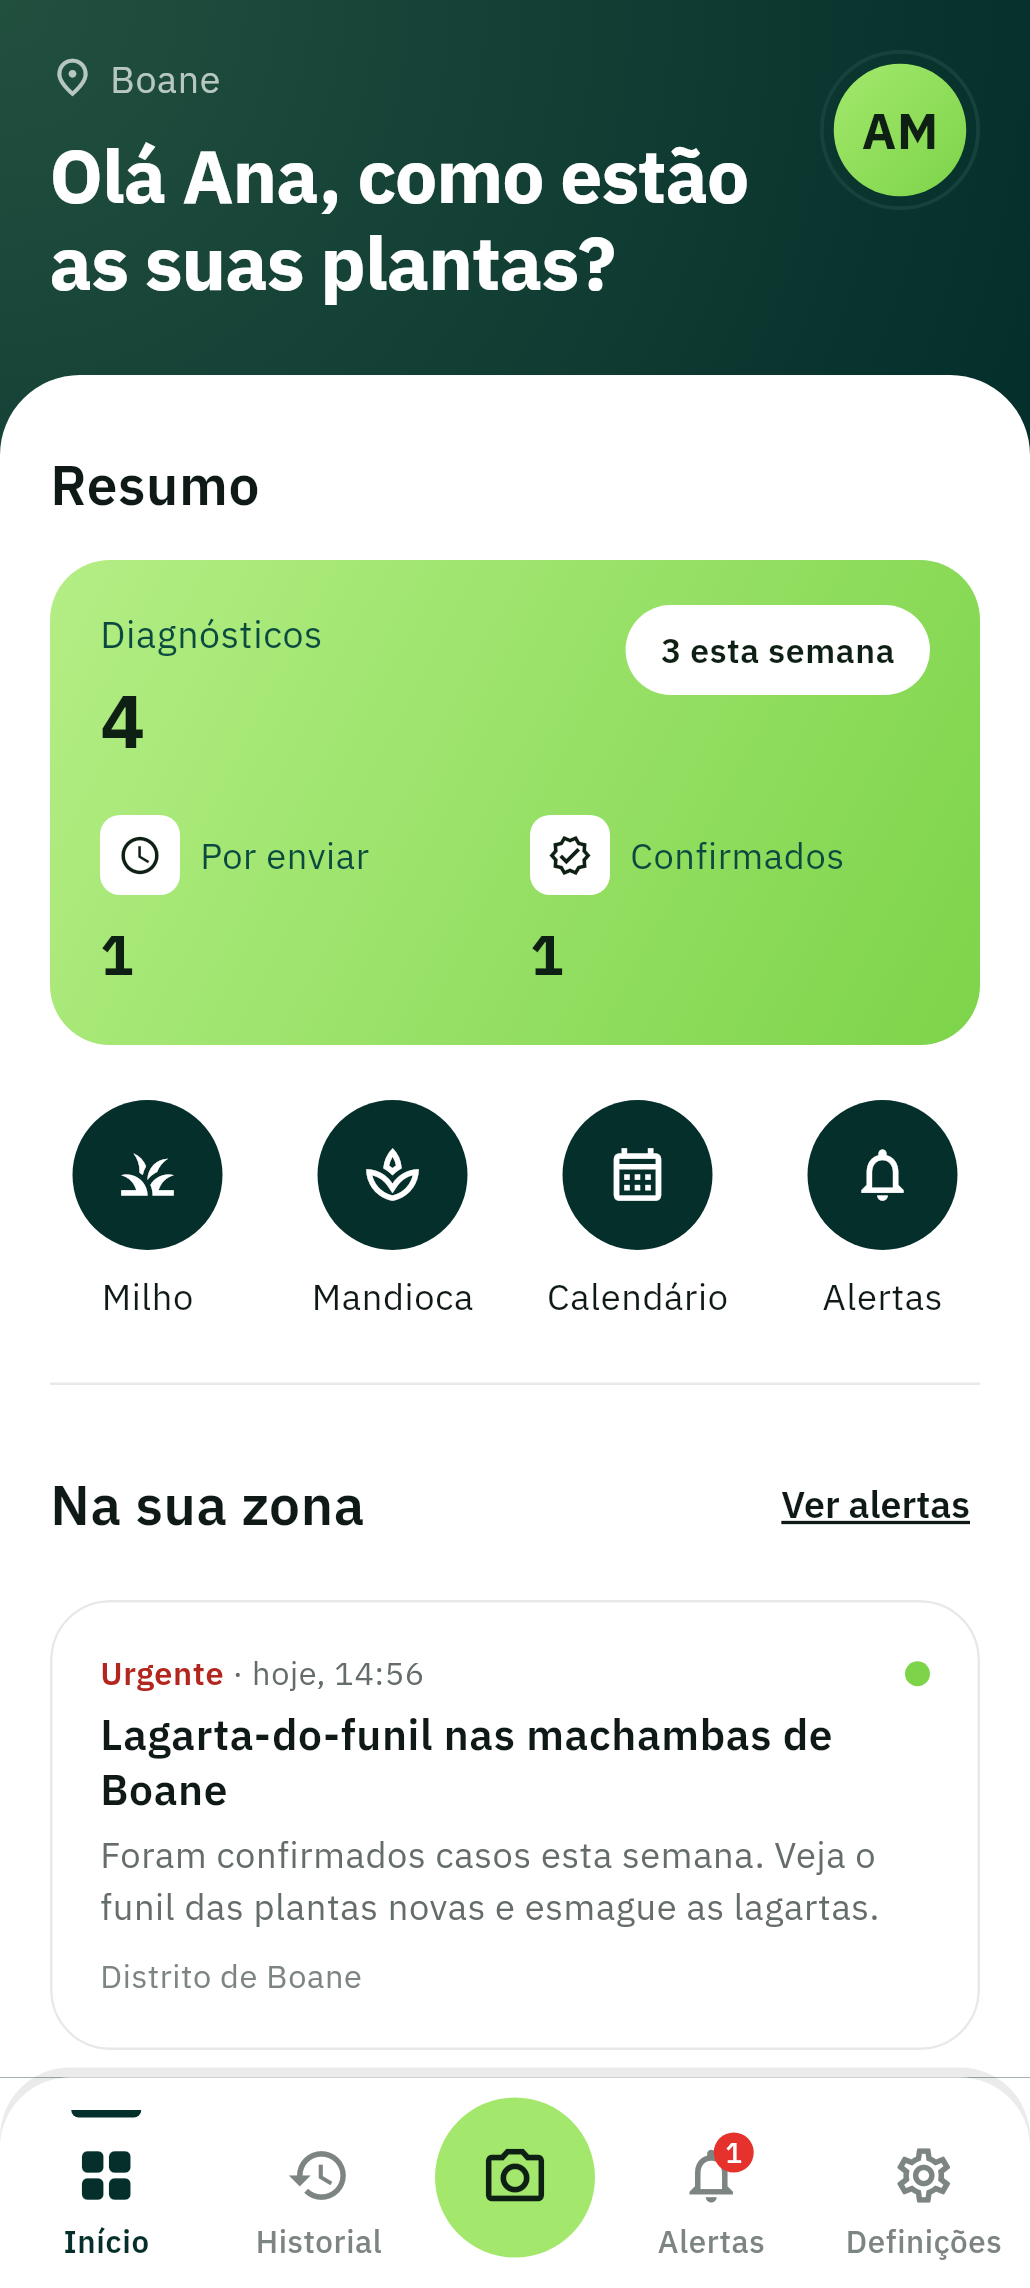 Boane
AM
Olá Ana, como estão
as suas plantas?
Resumo
Diagnósticos
3 esta semana
4
Por enviar
Confirmados
1
1
Milho
Mandioca
Calendário
Alertas
Na sua zona
Ver alertas
Urgente · hoje, 14:56
Lagarta-do-funil nas machambas de
Boane
Foram confirmados casos esta semana. Veja o
funil das plantas novas e esmague as lagartas.
Distrito de Boane
1
Início
Historial
Alertas
Definições